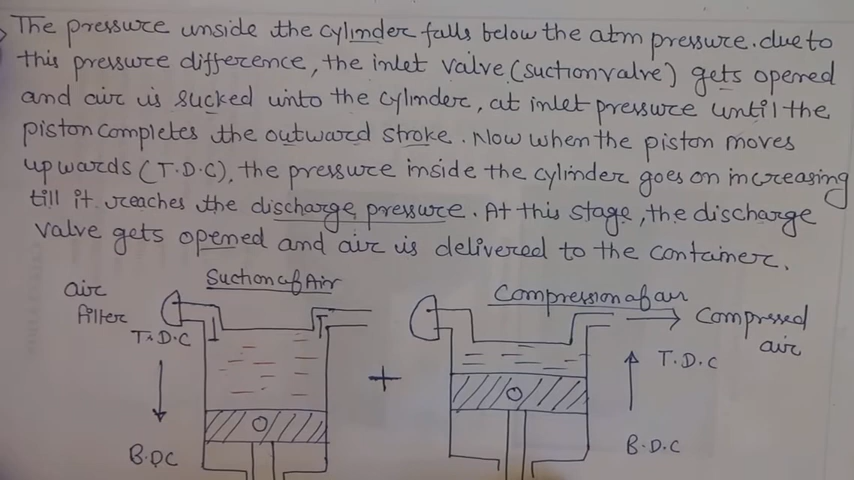 The pressure inside the cylinder falls below the atm pressure. due to
this pressure difference, the inlet valve (suction valve) gets opened
and air is sucked into the cylinder, at inlet pressure until the
piston completes the outward stroke. Now when the piston moves
upwards (T.D.C), the pressure inside the cylinder goes on increasing
till it reaches the discharge pressure. At this stage, the discharge
valve gets opened and air is delivered to the container.
Suction of Air
air
filter
T.D.C
B.DC
+
Compression of air
Compressed
air
T.D.C
B.D.C